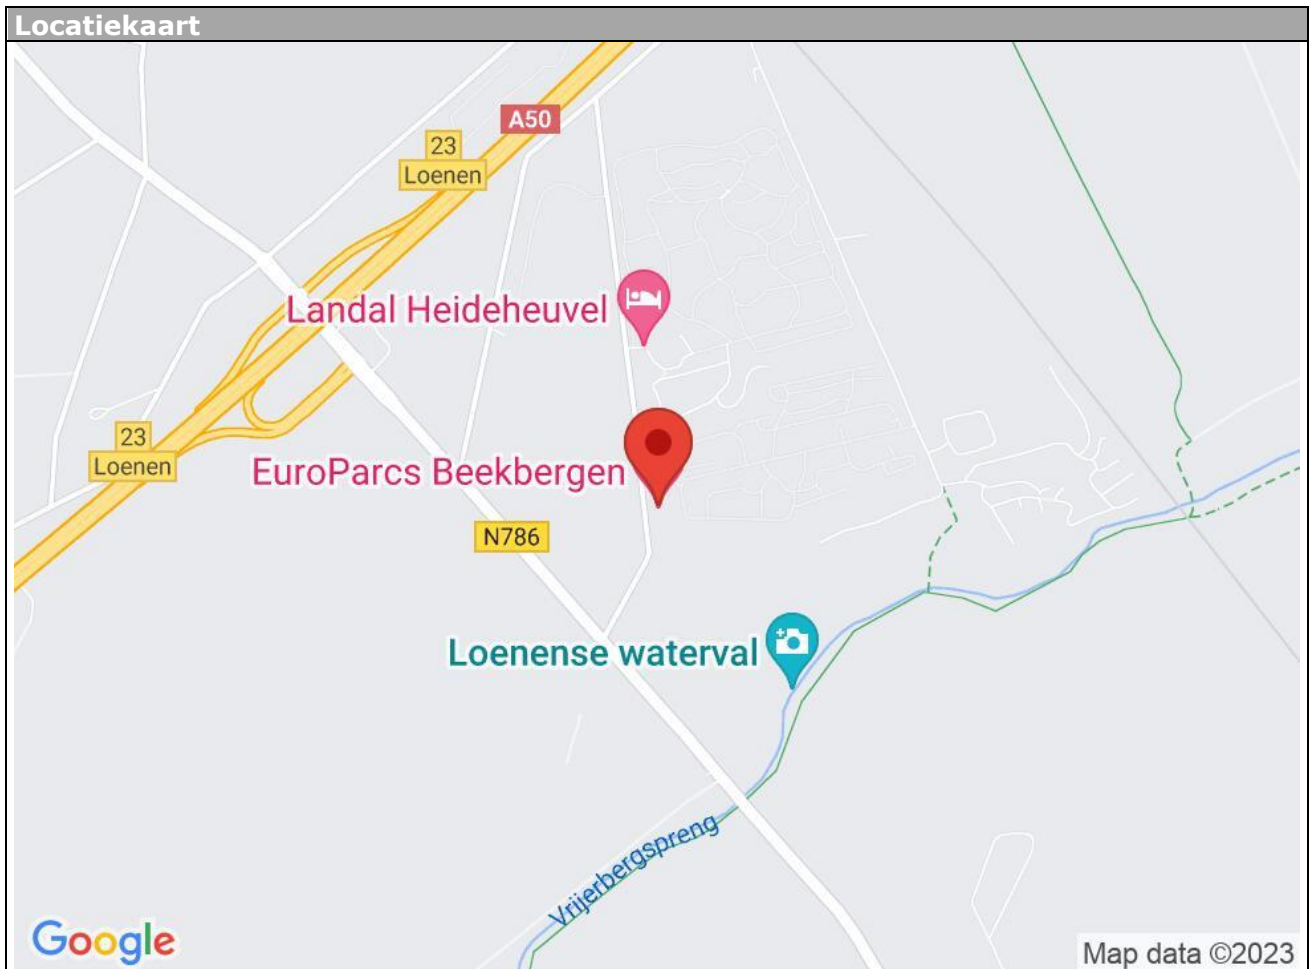 Locatiekaart
A50
23
Loenen
Landal Heideheuvel
23
Loenen
EuroParcs Beekbergen
N786
Loenense waterval
Vrijerbergspreng
Google
Map data ©2023